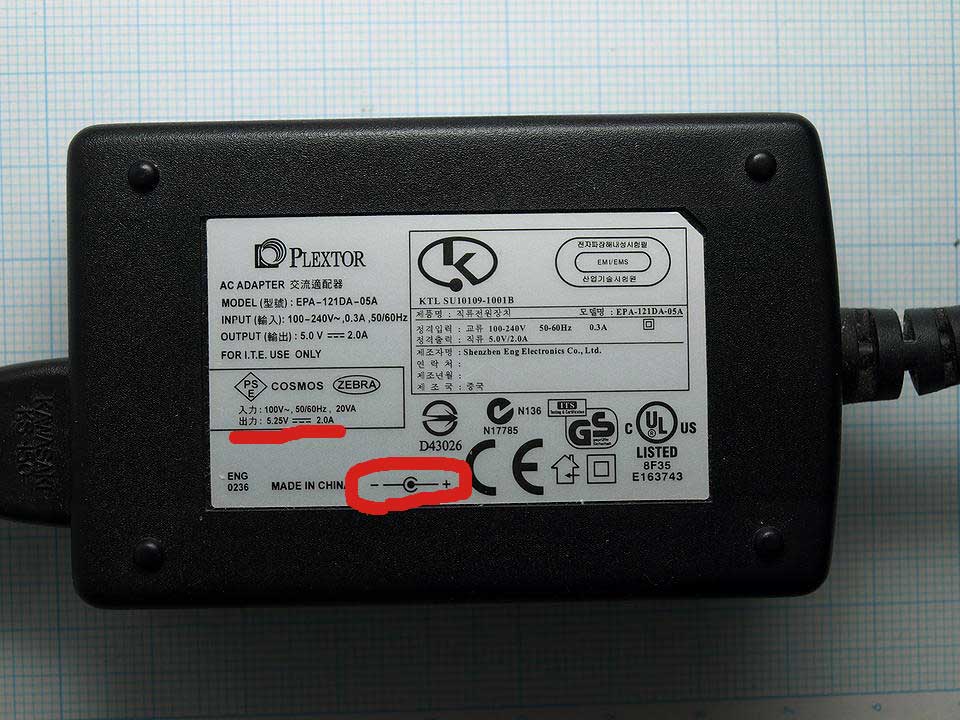 PLEXTOR
AC ADAPTER 交流適配器
MODEL (型號) : EPA-121DA-05A
INPUT (輸入) : 100-240V~, 0.3A , 50/60Hz
OUTPUT (輸出) : 5.0 V ⎓ 2.0A
FOR I.T.E. USE ONLY
PS
E
COSMOS
ZEBRA
入力 : 100V~, 50/60Hz , 20VA
出力 : 5.25V ⎓ 2.0A
ENG
0236
MADE IN CHINA
- +
K
KTL SU10109-1001B
전자파장해내성시험필
EMI/EMS
산업기술시험원
제품명 : 직류전원장치
모델명 : EPA-121DA-05A
정격입력 : 교류 100-240V 50-60Hz 0.3A
정격출력 : 직류 5.0V/2.0A
제조자명 : Shenzhen Eng Electronics Co., Ltd.
연락처 :
제조년월 :
제조국 : 중국
D43026
N136
N17785
ITS
GS
C UL US
LISTED
8F35
E163743
CE